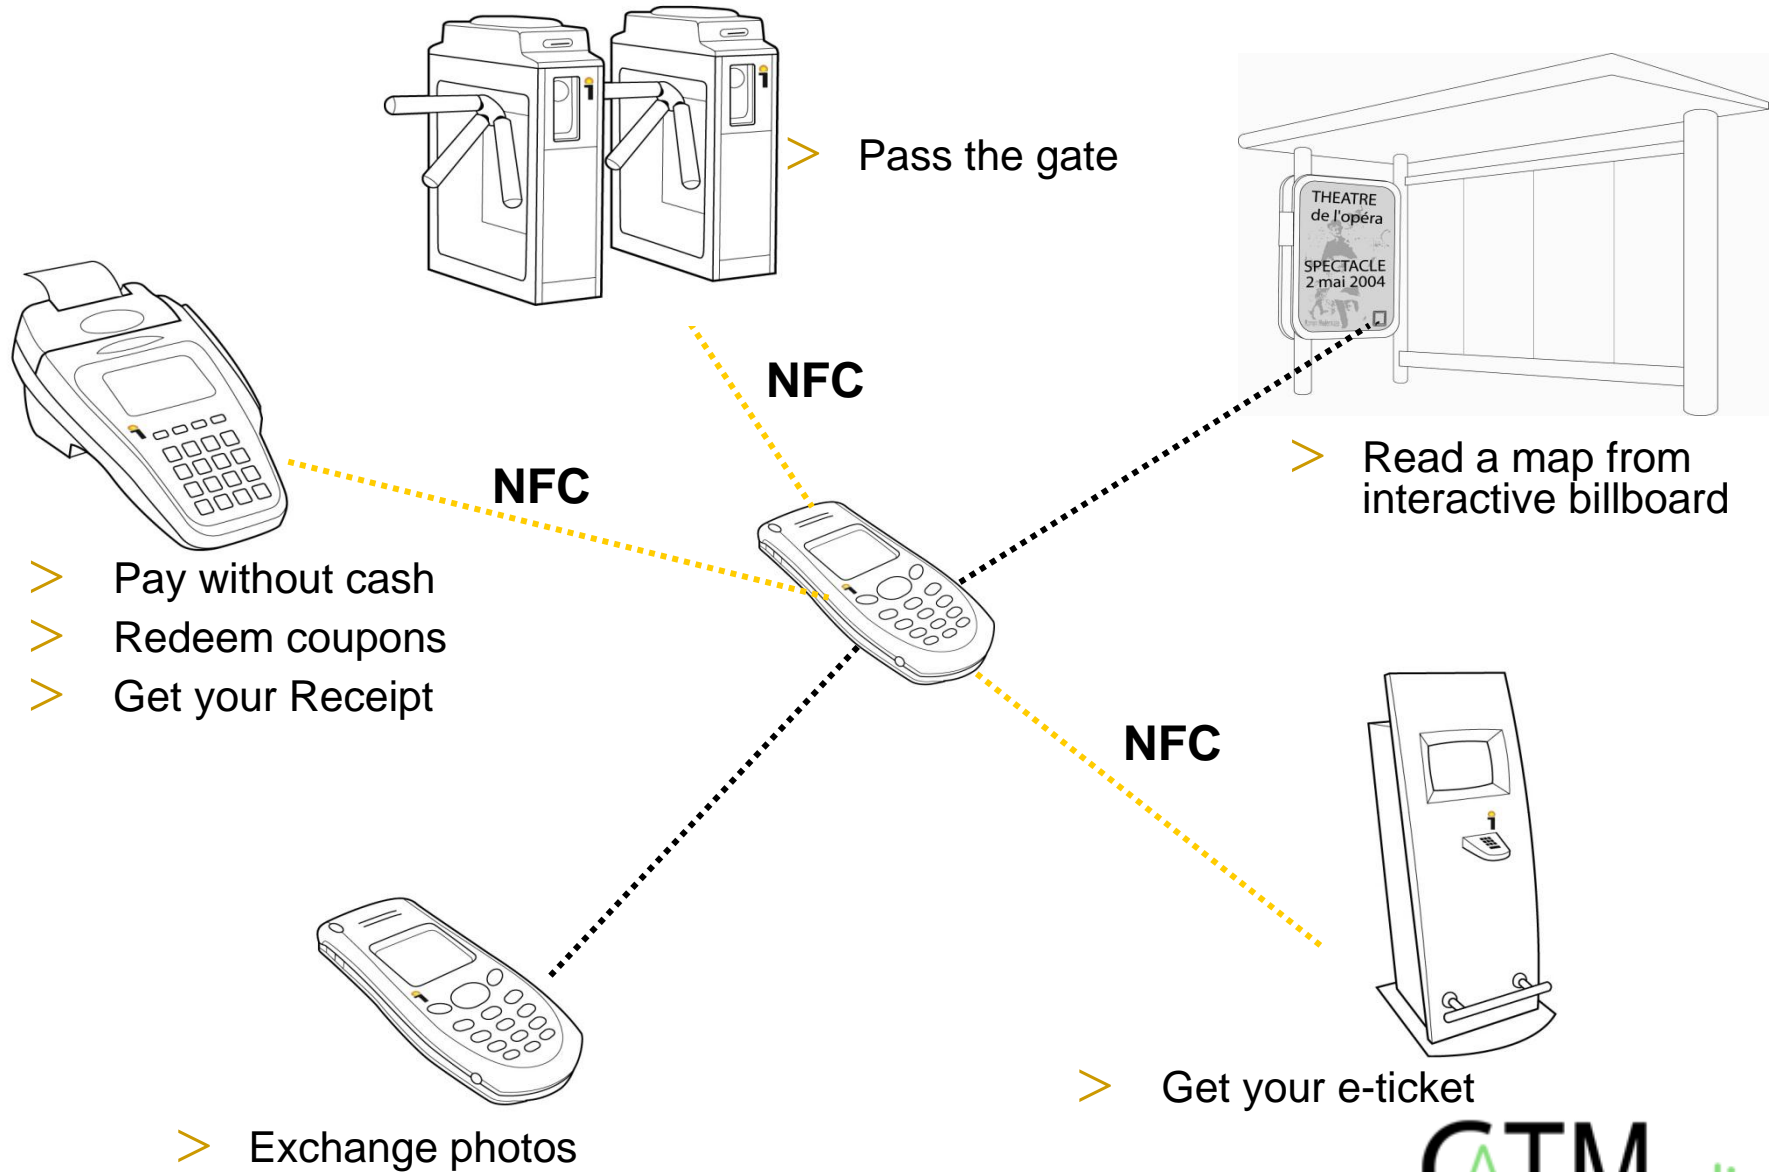 > Pass the gate
THEATRE
de l'opéra
SPECTACLE
2 mai 2004
NFC
NFC
> Read a map from
interactive billboard
> Pay without cash
> Redeem coupons
> Get your Receipt
NFC
> Get your e-ticket
> Exchange photos